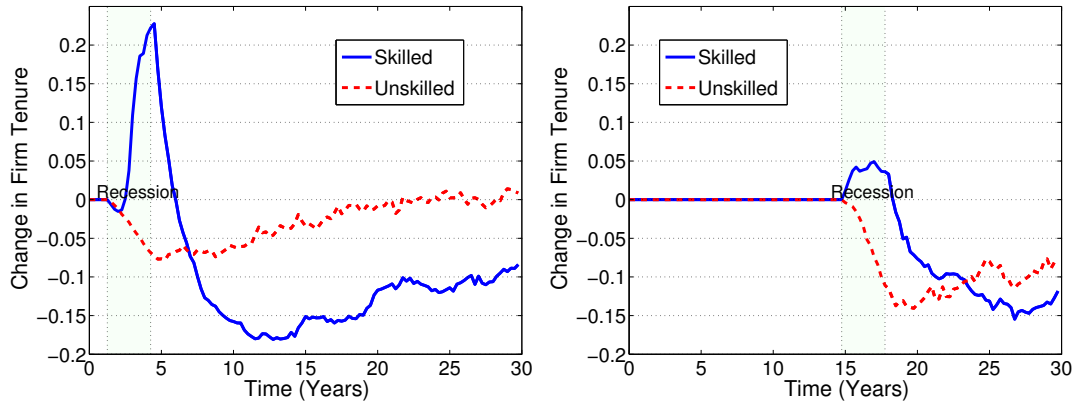 Change in Firm Tenure
0.2
0.15
0.1
0.05
0
−0.05
−0.1
−0.15
−0.2
Skilled
Unskilled
Recession
0 5 10 15 20 25 30
Time (Years)
Change in Firm Tenure
0.2
0.15
0.1
0.05
0
−0.05
−0.1
−0.15
−0.2
Skilled
Unskilled
Recession
0 5 10 15 20 25 30
Time (Years)